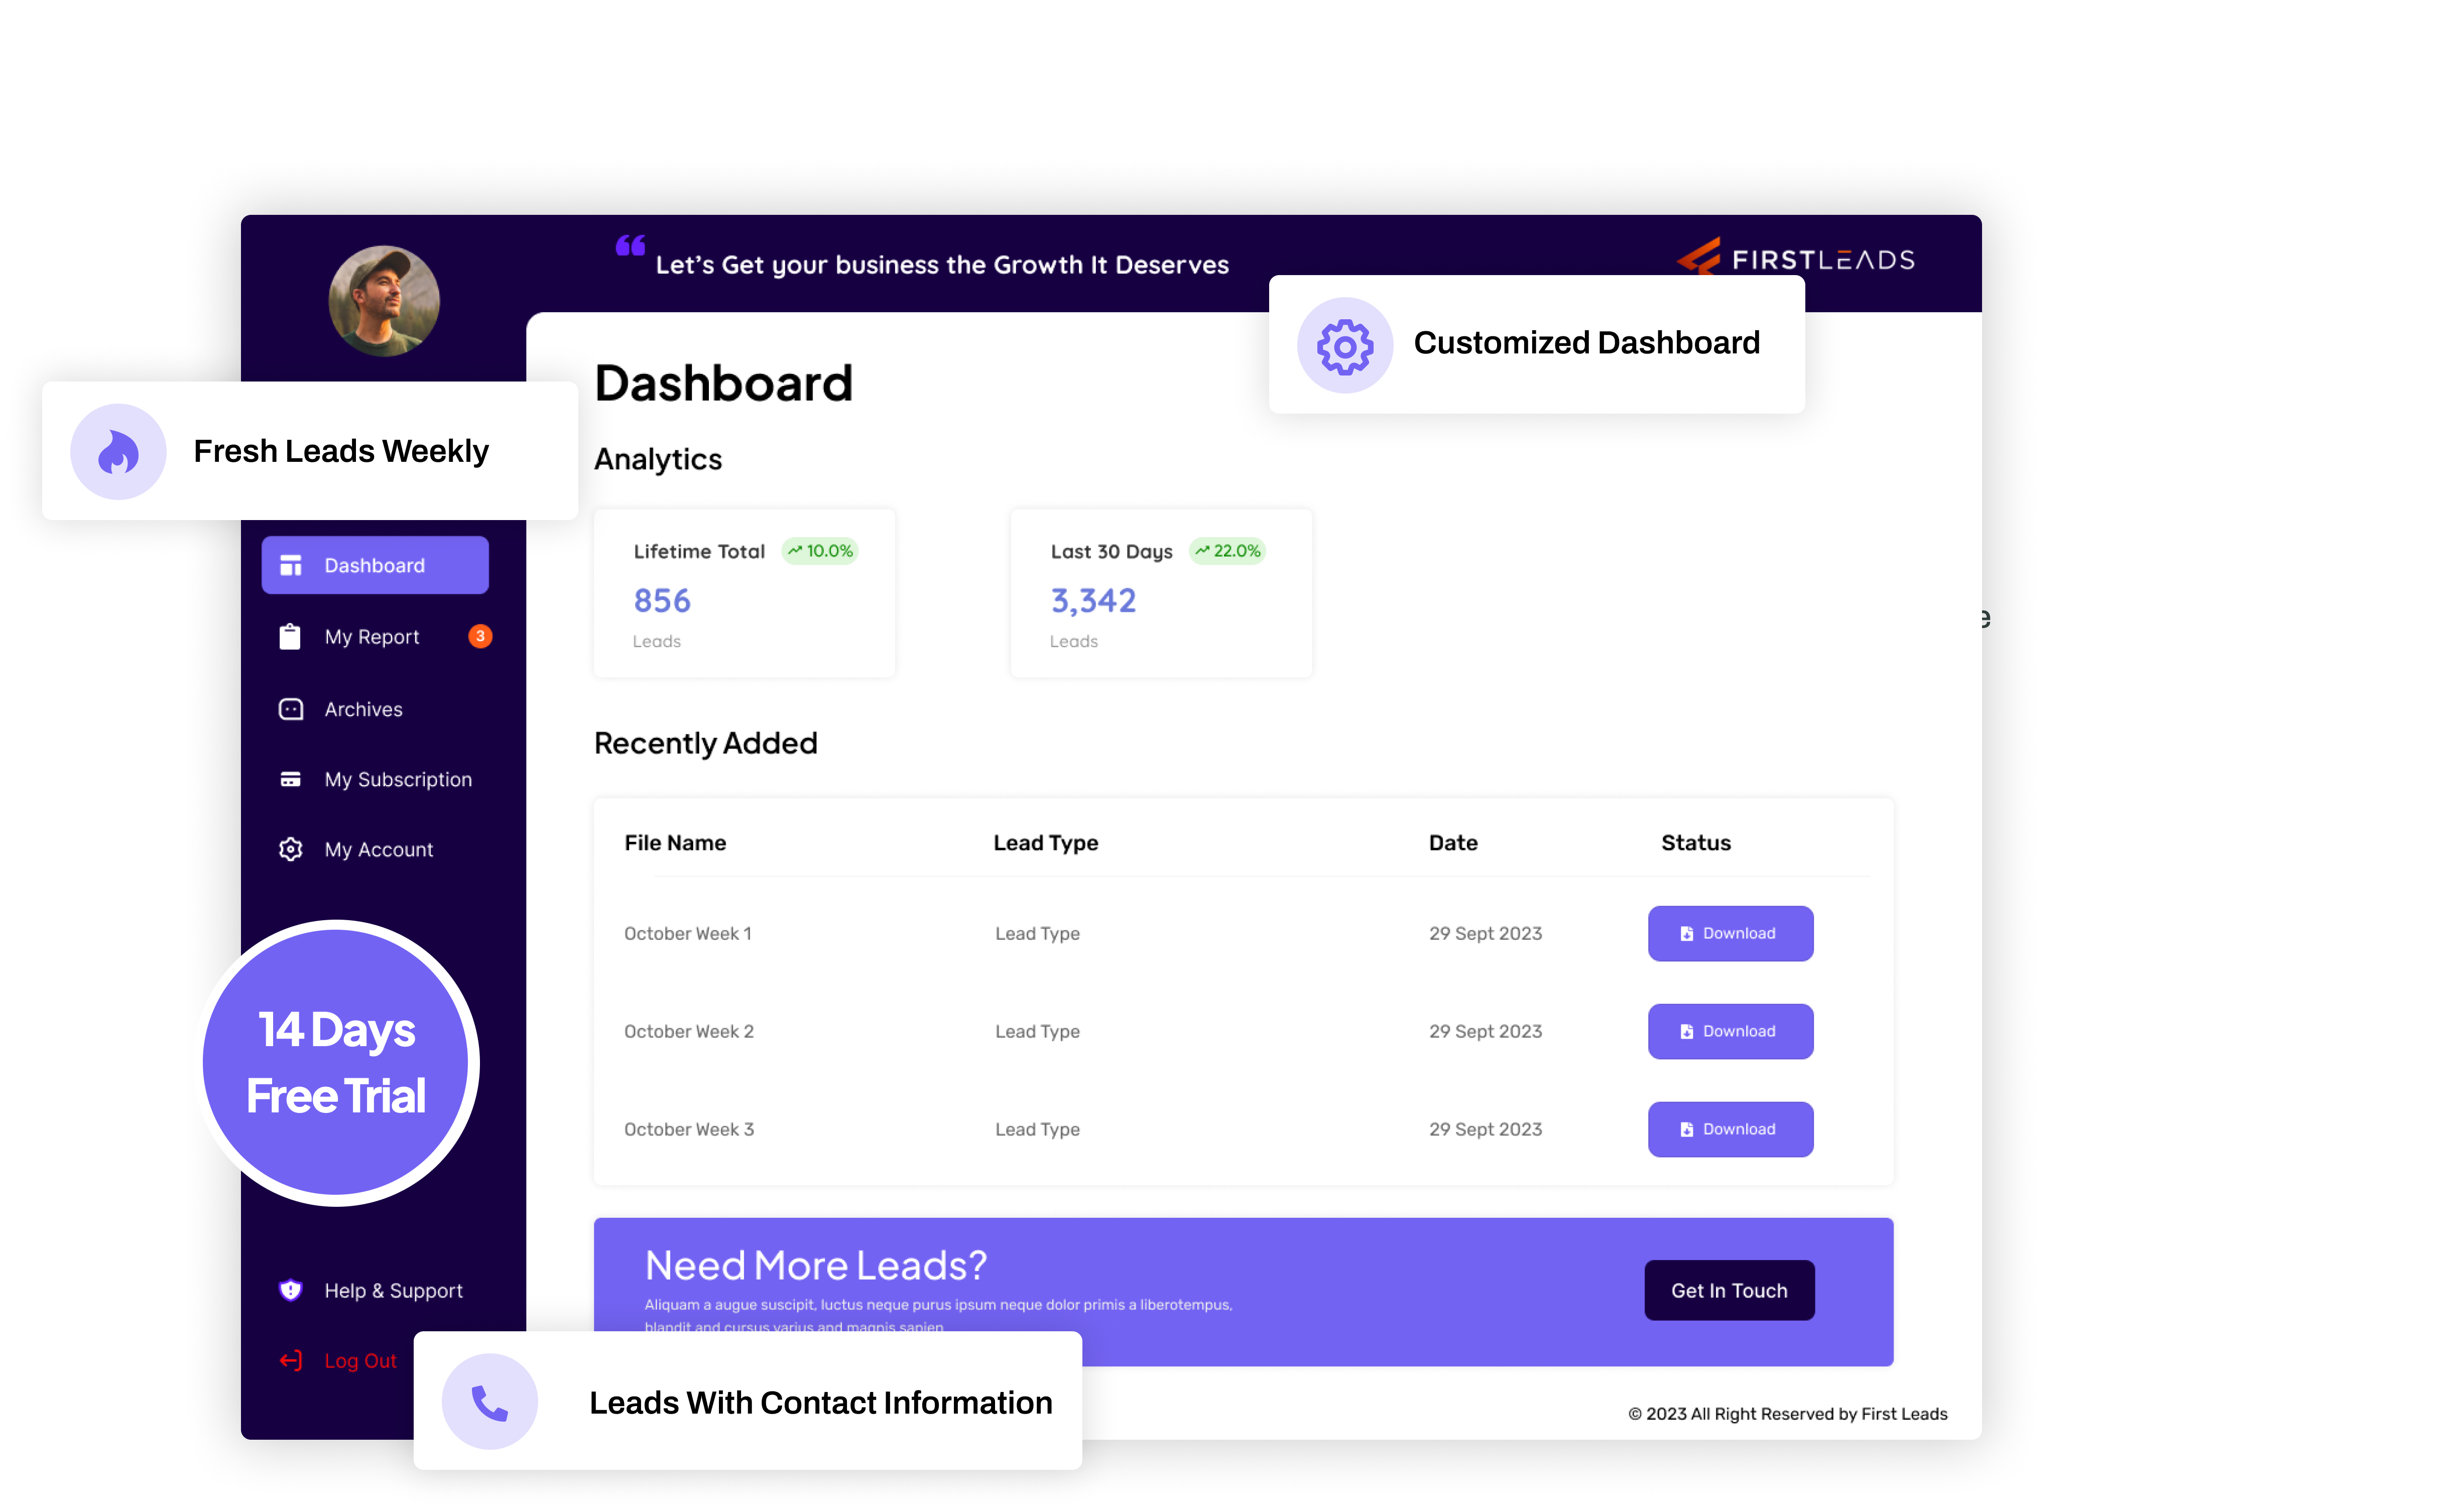 Let's Get your business the Growth It Deserves
FIRSTLEADS
Customized Dashboard
Fresh Leads Weekly
Dashboard
My Report 3
Archives
My Subscription
My Account
14 Days
Free Trial
Help & Support
Log Out
Dashboard
Analytics
Lifetime Total 10.0%
856
Leads
Last 30 Days 22.0%
3,342
Leads
Recently Added
File Name Lead Type Date Status
October Week 1 Lead Type 29 Sept 2023 Download
October Week 2 Lead Type 29 Sept 2023 Download
October Week 3 Lead Type 29 Sept 2023 Download
Need More Leads?
Aliquam a augue suscipit, luctus neque purus ipsum neque dolor primis a liberotempus,
blandit and cursus varius and magnis sapien
Get In Touch
Leads With Contact Information
© 2023 All Right Reserved by First Leads